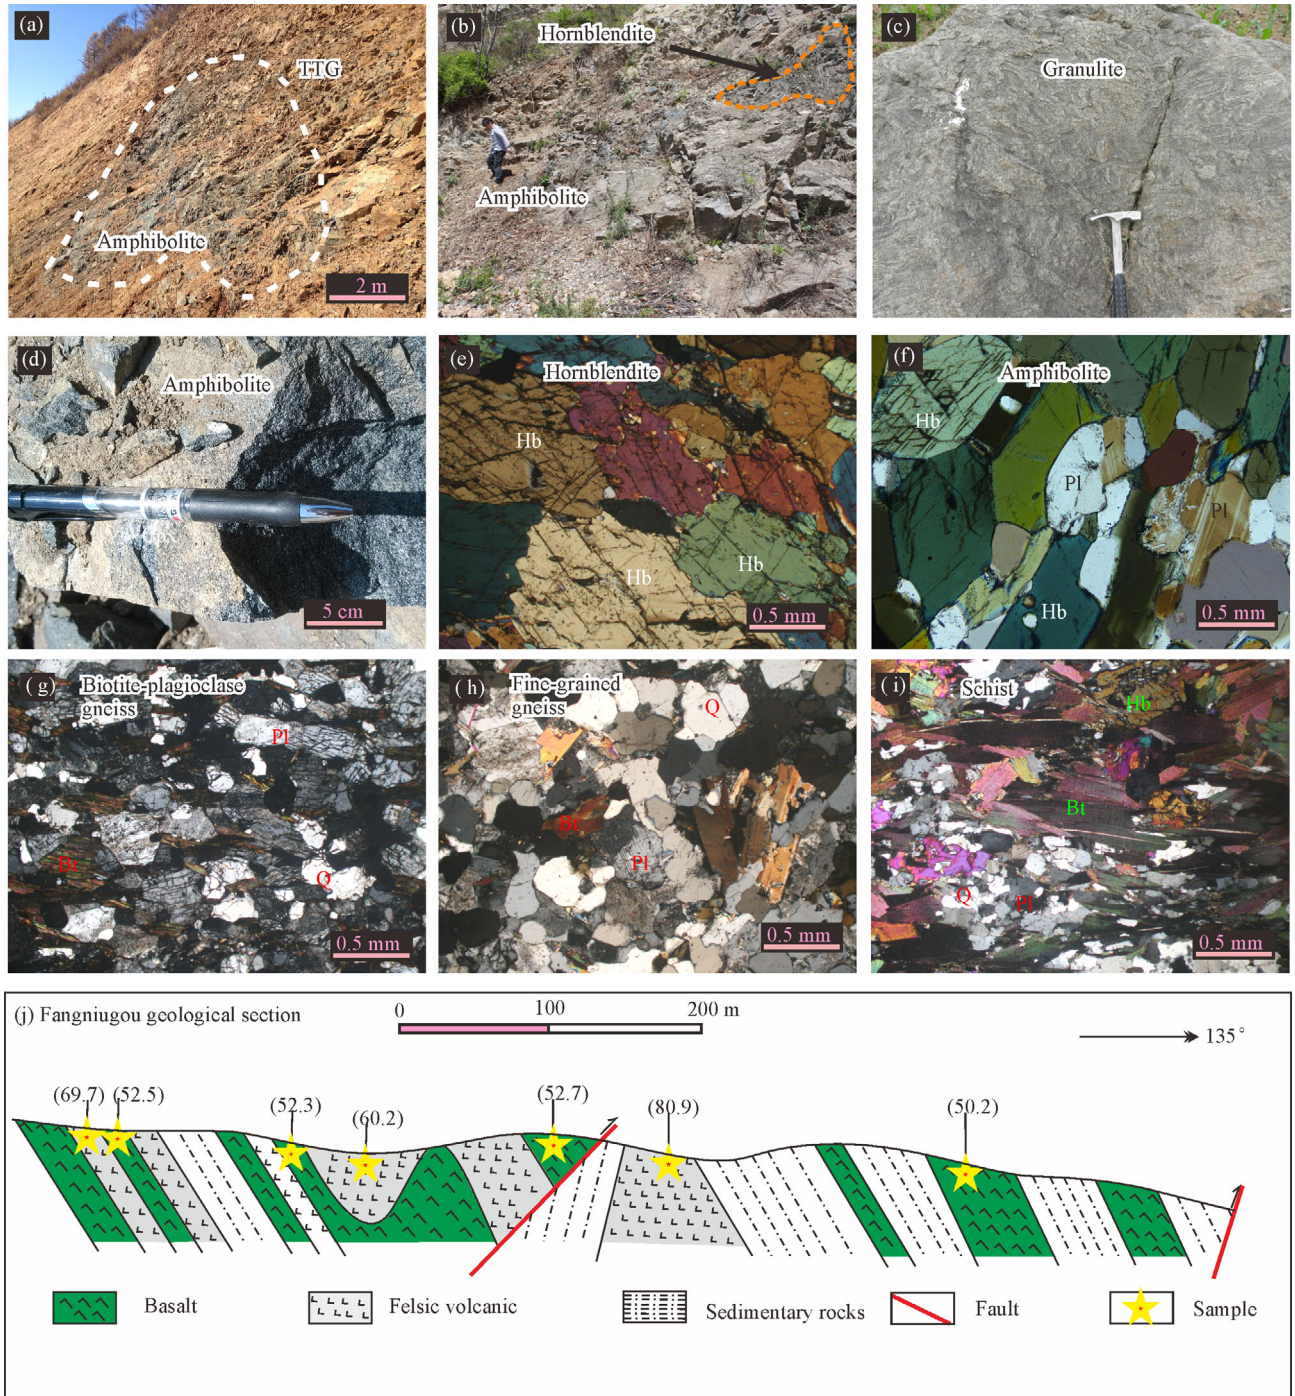 (a)
TTG
Amphibolite
2 m
(b)
Hornblendite
Amphibolite
(c)
Granulite
(d)
Amphibolite
Cpx
5 cm
(e)
Hornblendite
Hb
Hb
Hb
0.5 mm
(f)
Amphibolite
Hb
Pl
Pl
Hb
0.5 mm
(g)
Biotite-plagioclase
gneiss
Pl
Bt
Q
0.5 mm
(h)
Fine-grained
gneiss
Q
Bt
Pl
0.5 mm
(i)
Schist
Hb
Bt
Q
Pl
0.5 mm
(j) Fangniugou geological section
0 100 200 m
135°
(69.7) (52.5) (52.3) (60.2) (52.7) (80.9) (50.2)
Basalt
Felsic volcanic
Sedimentary rocks
Fault
Sample